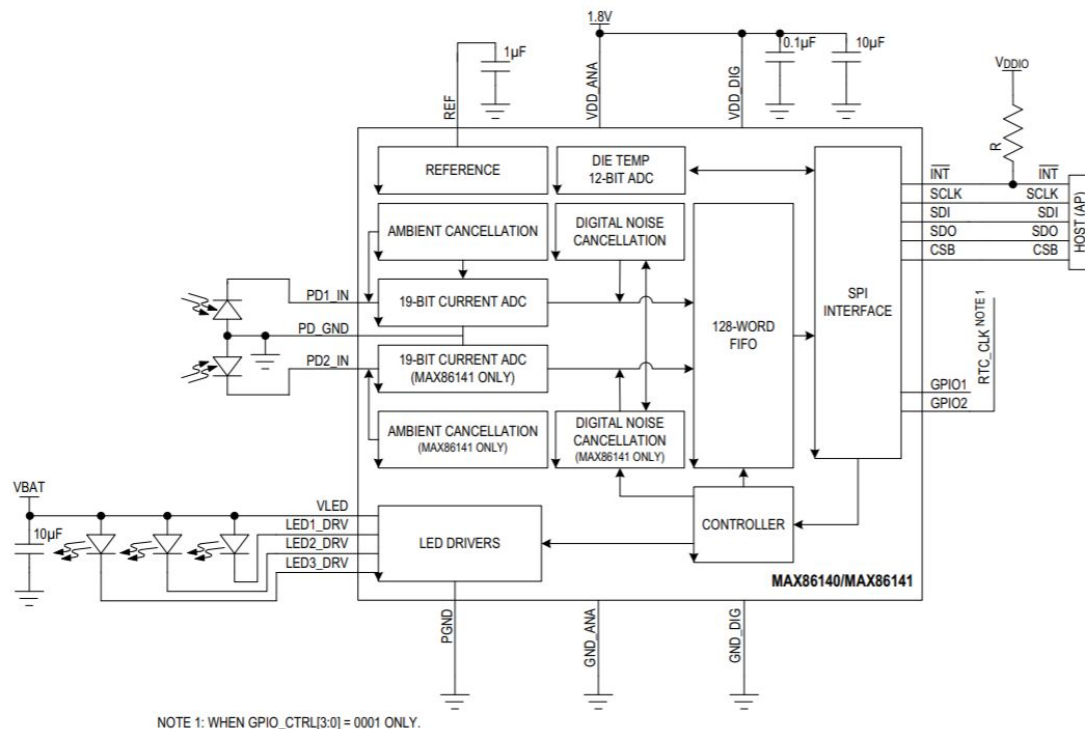 1.8V
1µF
0.1µF
10µF
VDDIO
REF
VDD_ANA
VDD_DIG
R
REFERENCE
DIE TEMP
12-BIT ADC
INT
INT
SCLK
SCLK
SDI
SDI
SDO
SDO
CSB
CSB
HOST (AP)
AMBIENT CANCELLATION
DIGITAL NOISE
CANCELLATION
PD1_IN
19-BIT CURRENT ADC
128-WORD
FIFO
SPI
INTERFACE
PD_GND
PD2_IN
19-BIT CURRENT ADC
(MAX86141 ONLY)
RTC_CLK NOTE 1
GPIO1
GPIO2
AMBIENT CANCELLATION
(MAX86141 ONLY)
DIGITAL NOISE
CANCELLATION
(MAX86141 ONLY)
VBAT
10µF
VLED
LED1_DRV
LED2_DRV
LED3_DRV
LED DRIVERS
CONTROLLER
MAX86140/MAX86141
PGND
GND_ANA
GND_DIG
NOTE 1: WHEN GPIO_CTRL[3:0] = 0001 ONLY.